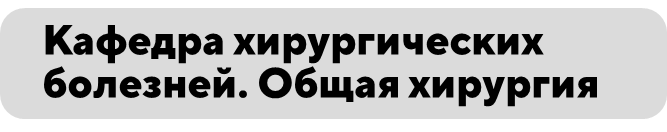 Кафедра хирургических
болезней. Общая хирургия